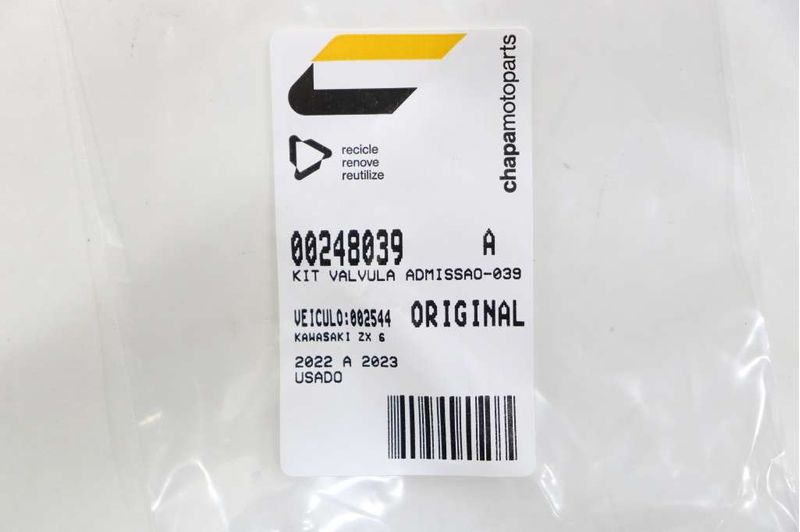 chapamotoparts
recicle
renove
reutilize
00248039 A
KIT VALVULA ADMISSAO-039
VEICULO:002544 ORIGINAL
KAWASAKI ZX 6
2022 A 2023
USADO